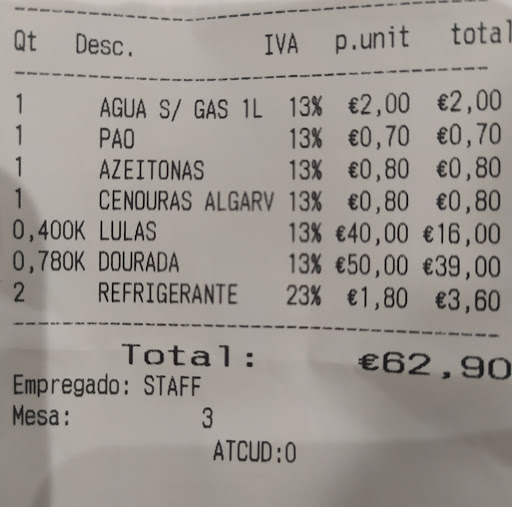 Qt Desc. IVA p.unit total
1 AGUA S/ GAS 1L 13% €2,00 €2,00
1 PAO 13% €0,70 €0,70
1 AZEITONAS 13% €0,80 €0,80
1 CENOURAS ALGARV 13% €0,80 €0,80
0,400K LULAS 13% €40,00 €16,00
0,780K DOURADA 13% €50,00 €39,00
2 REFRIGERANTE 23% €1,80 €3,60
Total: €62,90
Empregado: STAFF
Mesa: 3
ATCUD:0